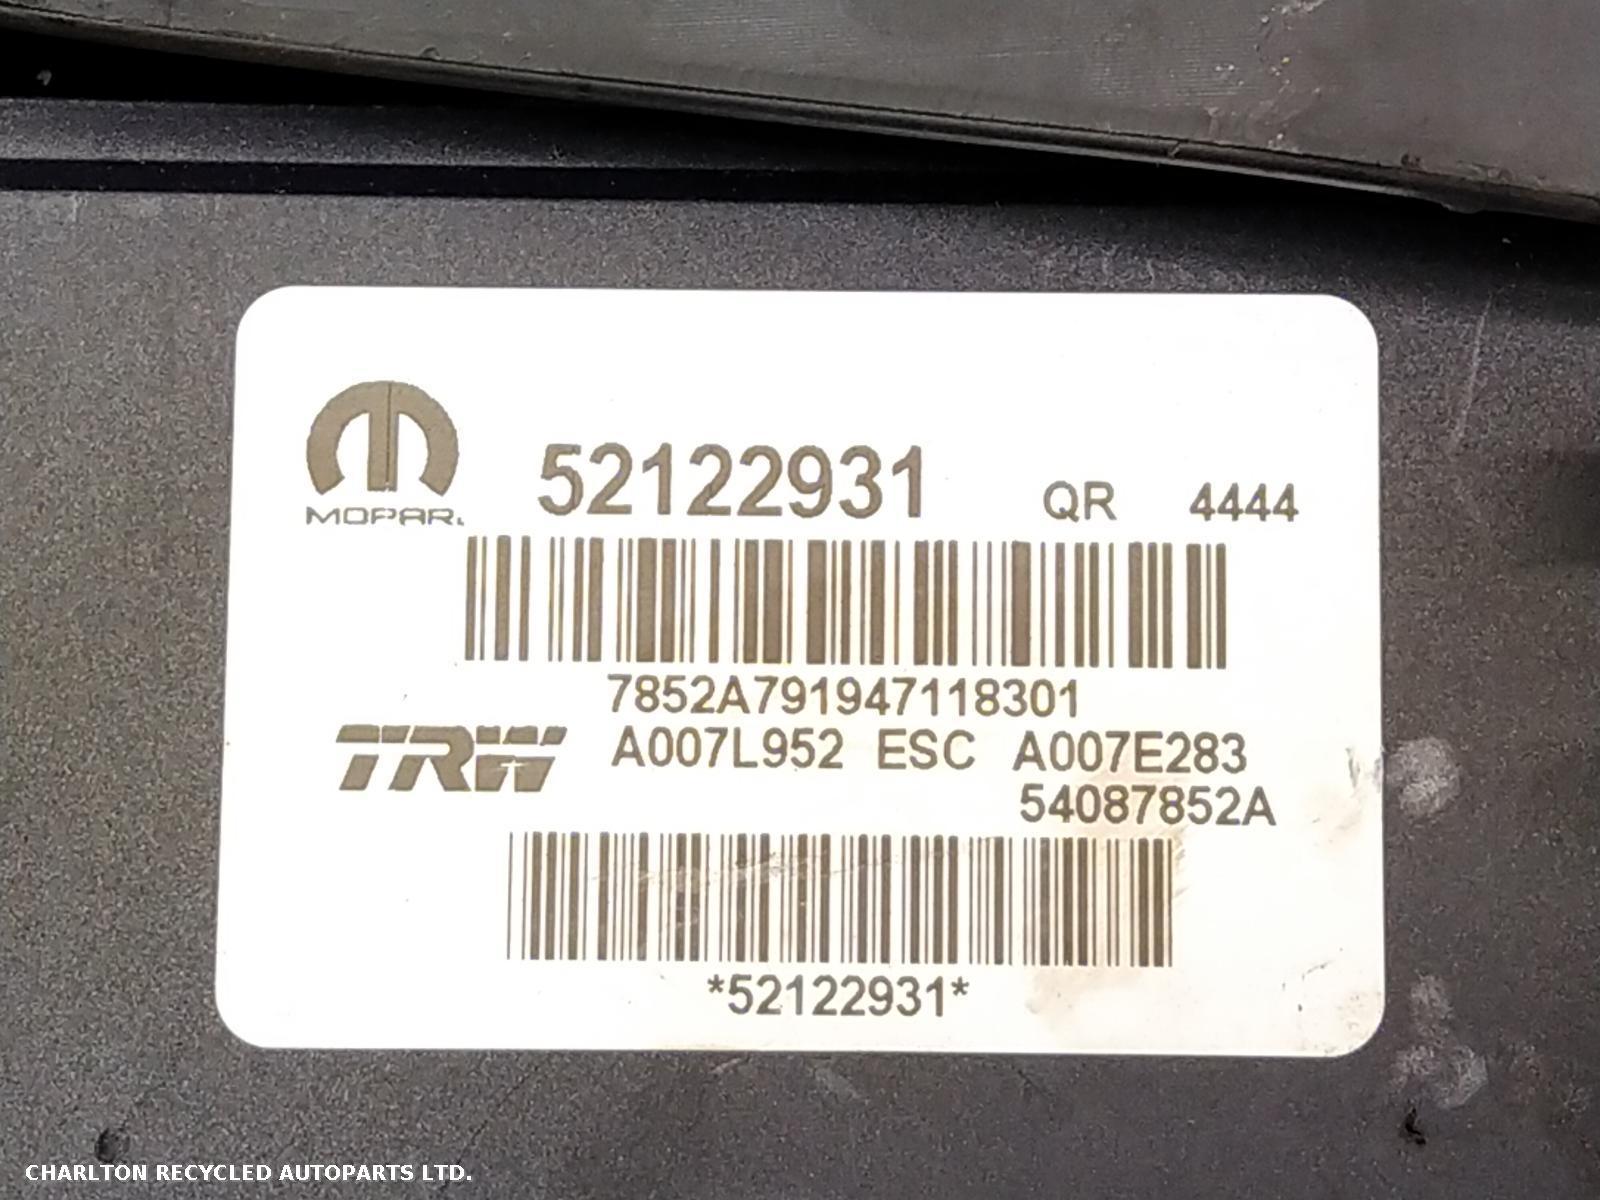 52122931 QR 4444
MOPAR.
7852A791947118301
TRW A007L952 ESC A007E283
54087852A
*52122931*
CHARLTON RECYCLED AUTOPARTS LTD.